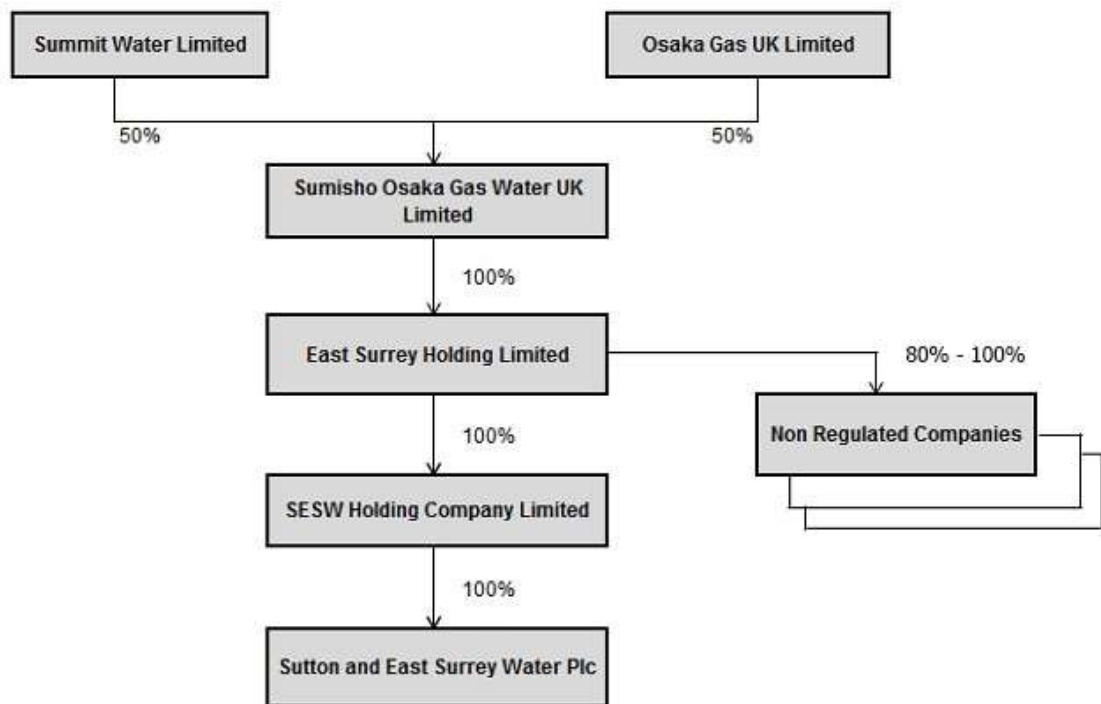 Summit Water Limited
Osaka Gas UK Limited
50%
50%
Sumisho Osaka Gas Water UK
Limited
100%
East Surrey Holding Limited
80% - 100%
Non Regulated Companies
100%
SESW Holding Company Limited
100%
Sutton and East Surrey Water Plc